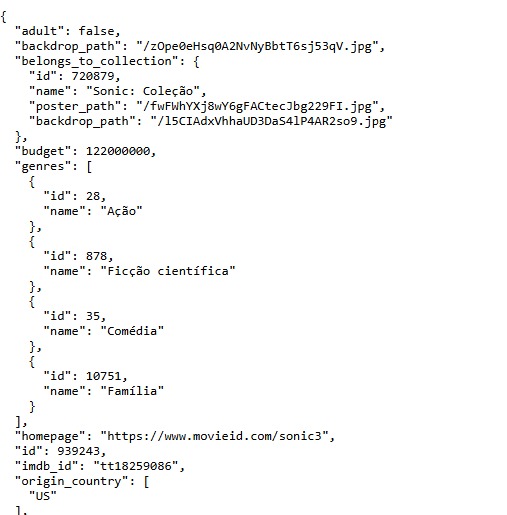 {
  "adult": false,
  "backdrop_path": "/zOpe0eHsq0A2NvNyBbtT6sj53qV.jpg",
  "belongs_to_collection": {
    "id": 720879,
    "name": "Sonic: Coleção",
    "poster_path": "/fwFWhYXj8wY6gFACtecJbg229FI.jpg",
    "backdrop_path": "/l5CIAdxVhhaUD3DaS4lP4AR2so9.jpg"
  },
  "budget": 122000000,
  "genres": [
    {
      "id": 28,
      "name": "Ação"
    },
    {
      "id": 878,
      "name": "Ficção científica"
    },
    {
      "id": 35,
      "name": "Comédia"
    },
    {
      "id": 10751,
      "name": "Família"
    }
  ],
  "homepage": "https://www.movieid.com/sonic3",
  "id": 939243,
  "imdb_id": "tt18259086",
  "origin_country": [
    "US"
  ],